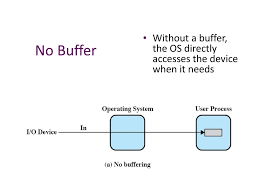 No Buffer
• Without a buffer,
the OS directly
accesses the device
when it needs
Operating System
User Process
I/O Device
In
(a) No buffering